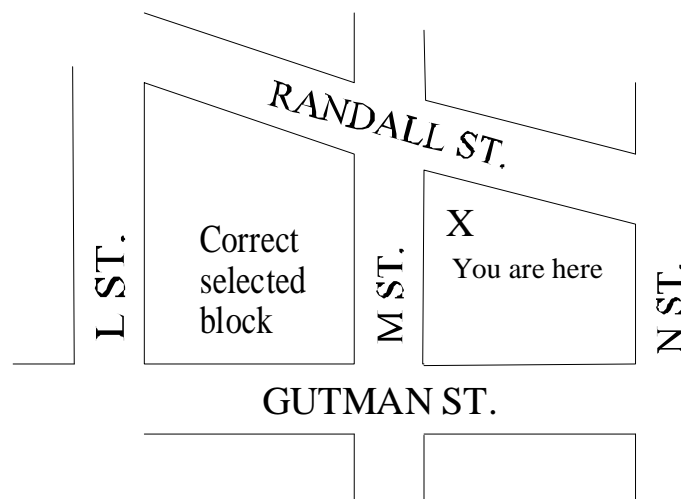 RANDALL ST.
X
Correct
selected
block
You are here
L ST.
M ST.
N ST.
GUTMAN ST.